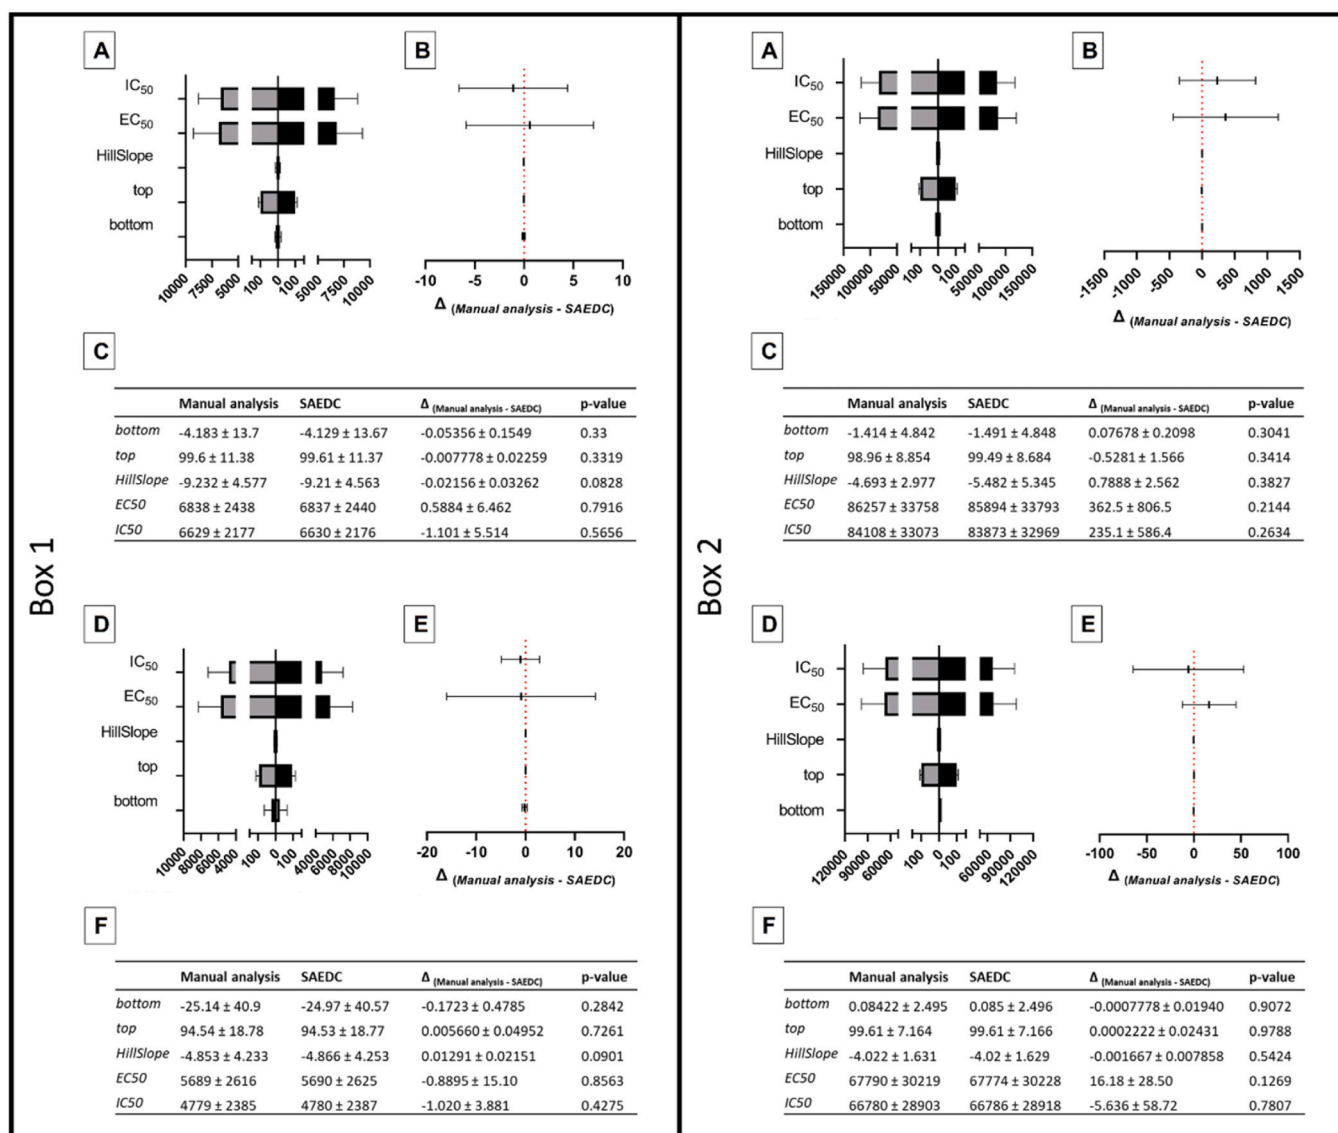 Box 1
A
IC50
EC50
HillSlope
top
bottom
10000 7500 5000 100 0 100 5000 7500 10000
B
-10 -5 0 5 10
Δ (Manual analysis - SAEDC)
C
Manual analysis SAEDC Δ (Manual analysis - SAEDC) p-value
bottom -4.183 ± 13.7 -4.129 ± 13.67 -0.05356 ± 0.1549 0.33
top 99.6 ± 11.38 99.61 ± 11.37 -0.007778 ± 0.02259 0.3319
HillSlope -9.232 ± 4.577 -9.21 ± 4.563 -0.02156 ± 0.03262 0.0828
EC50 6838 ± 2438 6837 ± 2440 0.5884 ± 6.462 0.7916
IC50 6629 ± 2177 6630 ± 2176 -1.101 ± 5.514 0.5656
D
IC50
EC50
HillSlope
top
bottom
10000 8000 6000 4000 100 0 100 4000 6000 8000 10000
E
-20 -10 0 10 20
Δ (Manual analysis - SAEDC)
F
Manual analysis SAEDC Δ (Manual analysis - SAEDC) p-value
bottom -25.14 ± 40.9 -24.97 ± 40.57 -0.1723 ± 0.4785 0.2842
top 94.54 ± 18.78 94.53 ± 18.77 0.005660 ± 0.04952 0.7261
HillSlope -4.853 ± 4.233 -4.866 ± 4.253 0.01291 ± 0.02151 0.0901
EC50 5689 ± 2616 5690 ± 2625 -0.8895 ± 15.10 0.8563
IC50 4779 ± 2385 4780 ± 2387 -1.020 ± 3.881 0.4275
Box 2
A
IC50
EC50
HillSlope
top
bottom
150000 100000 50000 100 0 100 50000 100000 150000
B
-1500 -1000 -500 0 500 1000 1500
Δ (Manual analysis - SAEDC)
C
Manual analysis SAEDC Δ (Manual analysis - SAEDC) p-value
bottom -1.414 ± 4.842 -1.491 ± 4.848 0.07678 ± 0.2098 0.3041
top 98.96 ± 8.854 99.49 ± 8.684 -0.5281 ± 1.566 0.3414
HillSlope -4.693 ± 2.977 -5.482 ± 5.345 0.7888 ± 2.562 0.3827
EC50 86257 ± 33758 85894 ± 33793 362.5 ± 806.5 0.2144
IC50 84108 ± 33073 83873 ± 32969 235.1 ± 586.4 0.2634
D
IC50
EC50
HillSlope
top
bottom
120000 90000 60000 100 0 100 60000 90000 120000
E
-100 -50 0 50 100
Δ (Manual analysis - SAEDC)
F
Manual analysis SAEDC Δ (Manual analysis - SAEDC) p-value
bottom 0.08422 ± 2.495 0.085 ± 2.496 -0.0007778 ± 0.01940 0.9072
top 99.61 ± 7.164 99.61 ± 7.166 0.0002222 ± 0.02431 0.9788
HillSlope -4.022 ± 1.631 -4.02 ± 1.629 -0.001667 ± 0.007858 0.5424
EC50 67790 ± 30219 67774 ± 30228 16.18 ± 28.50 0.1269
IC50 66780 ± 28903 66786 ± 28918 -5.636 ± 58.72 0.7807